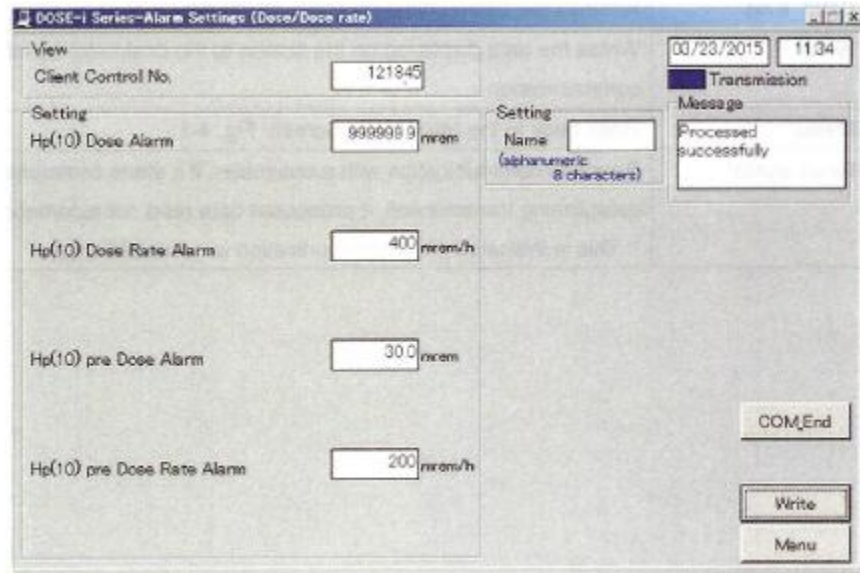 DOSE-i Series-Alarm Settings (Dose/Dose rate)
View
Client Control No. 121845
03/23/2015 11:34
Transmission
Setting
Hp(10) Dose Alarm 999999.9 mrem
Setting
Name
(alphanumeric 8 characters)
Message
Processed successfully
Hp(10) Dose Rate Alarm 400 mrem/h
Hp(10) pre Dose Alarm 30.0 mrem
Hp(10) pre Dose Rate Alarm 200 mrem/h
COM.End
Write
Menu